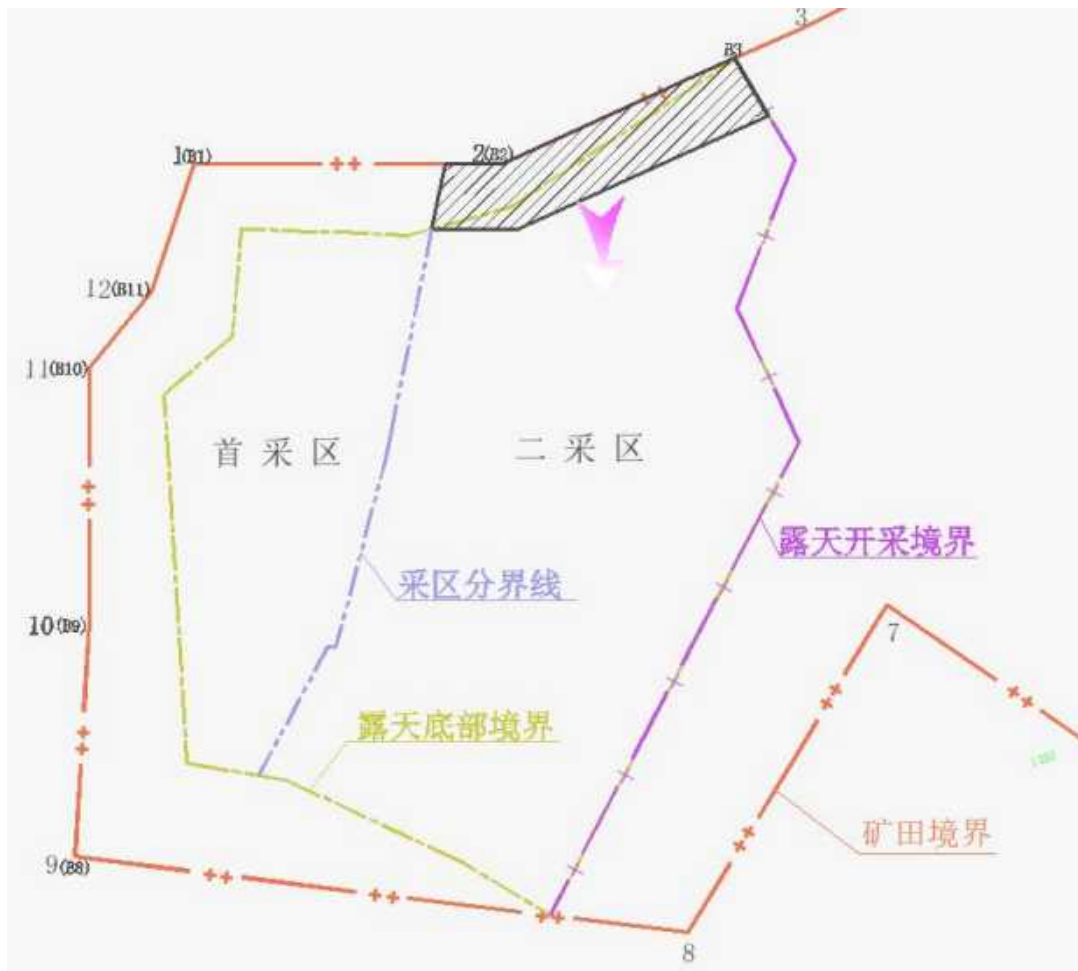 3
B3
1(B1)
2(B2)
12(B11)
11(B10)
首采区
二采区
露天开采境界
采区分界线
10(B9)
7
露天底部境界
矿田境界
9(B8)
8